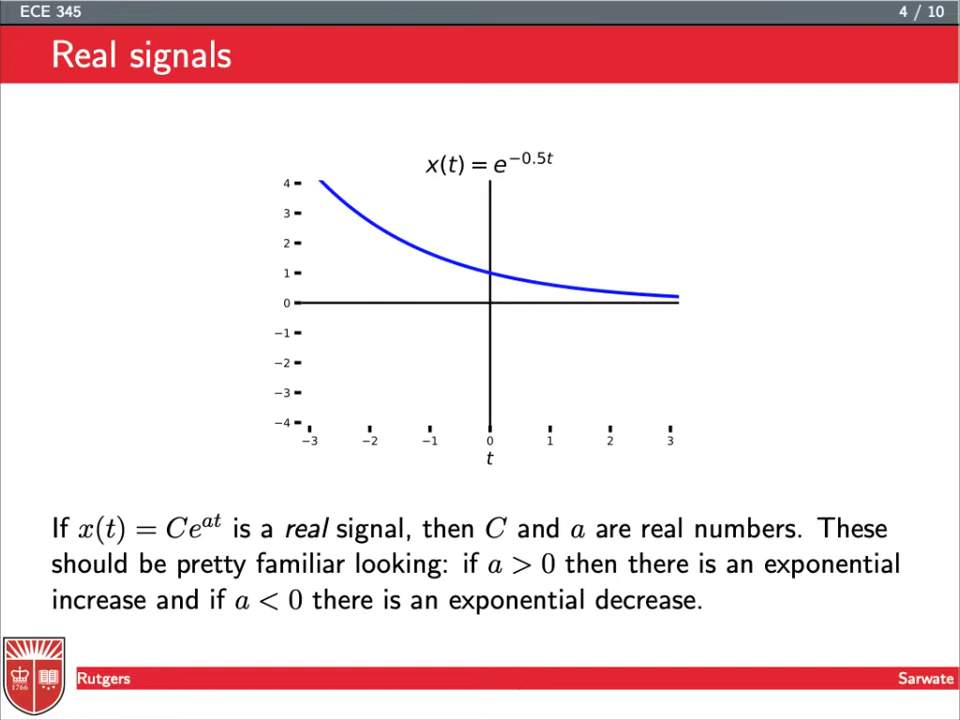 ECE 345
4 / 10
Real signals
x(t) = e^{−0.5t}
4
3
2
1
0
−1
−2
−3
−4
−3 −2 −1 0 1 2 3
t
If x(t) = Ce^{at} is a real signal, then C and a are real numbers. These
should be pretty familiar looking: if a > 0 then there is an exponential
increase and if a < 0 there is an exponential decrease.
1766
Rutgers
Sarwate